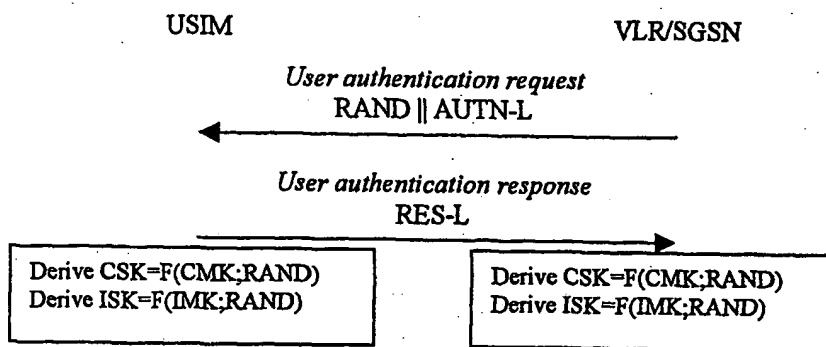 USIM
VLR/SGSN
User authentication request
RAND || AUTN-L
User authentication response
RES-L
Derive CSK=F(CMK;RAND)
Derive ISK=F(IMK;RAND)
Derive CSK=F(CMK;RAND)
Derive ISK=F(IMK;RAND)